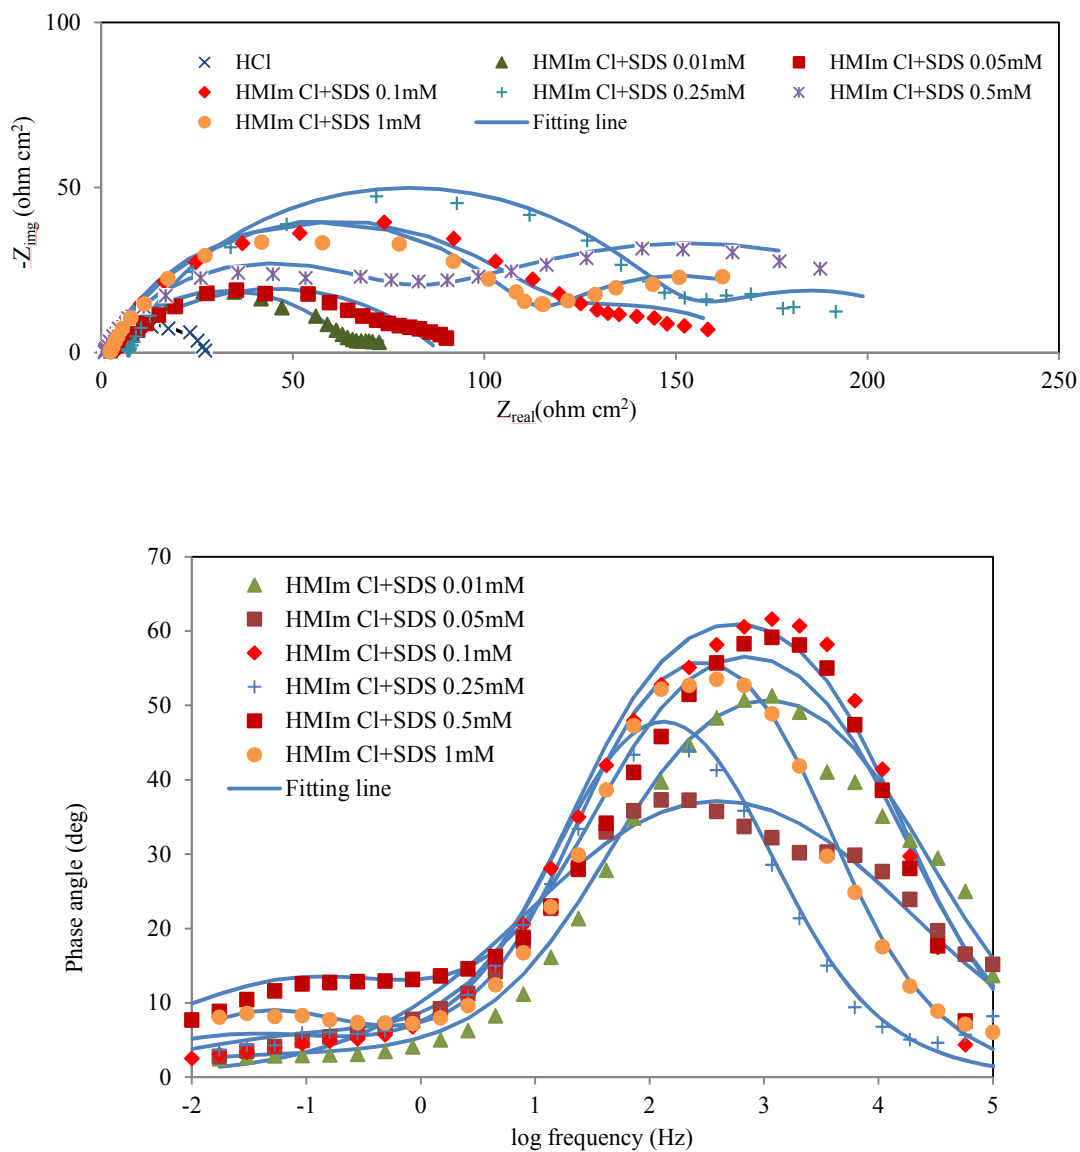 100
HCl HMIm Cl+SDS 0.01mM HMIm Cl+SDS 0.05mM
HMIm Cl+SDS 0.1mM HMIm Cl+SDS 0.25mM HMIm Cl+SDS 0.5mM
HMIm Cl+SDS 1mM Fitting line
-Zimg (ohm cm2)
50
0
0 50 100 150 200 250
Zreal(ohm cm2)
70
HMIm Cl+SDS 0.01mM
HMIm Cl+SDS 0.05mM
60
HMIm Cl+SDS 0.1mM
HMIm Cl+SDS 0.25mM
50
HMIm Cl+SDS 0.5mM
HMIm Cl+SDS 1mM
Fitting line
40
Phase angle (deg)
30
20
10
0
-2 -1 0 1 2 3 4 5
log frequency (Hz)